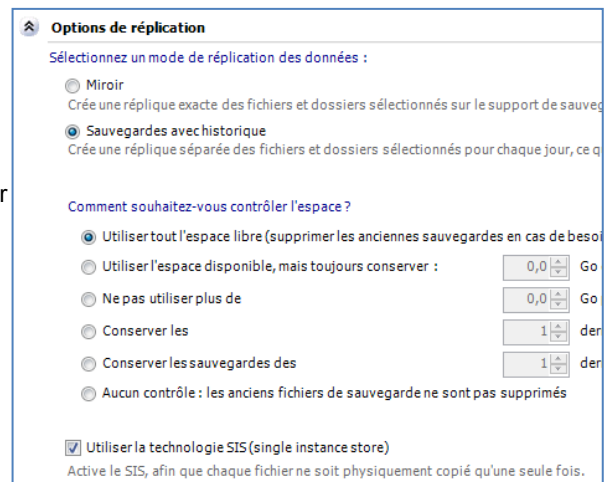 Options de réplication
Sélectionnez un mode de réplication des données :
Miroir
Crée une réplique exacte des fichiers et dossiers sélectionnés sur le support de
Sauvegardes avec historique
Crée une réplique séparée des fichiers et dossiers sélectionnés pour chaque jour, ce
r
Comment souhaitez-vous contrôler l'espace ?
Utiliser tout l'espace libre (supprimer les anciennes sauvegardes en cas de
Utiliser l'espace disponible, mais toujours conserver : 0,0 Go
Ne pas utiliser plus de 0,0 Go
Conserver les 1 der
Conserver les sauvegardes des 1 der
Aucun contrôle : les anciens fichiers de sauvegarde ne sont pas supprimés
Utiliser la technologie SIS (single instance store)
Active le SIS, afin que chaque fichier ne soit physiquement copié qu'une seule fois.